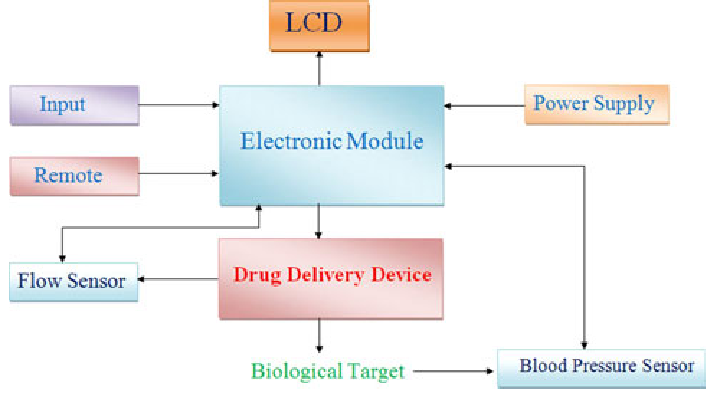 LCD
Input
Power Supply
Electronic Module
Remote
Flow Sensor
Drug Delivery Device
Biological Target
Blood Pressure Sensor